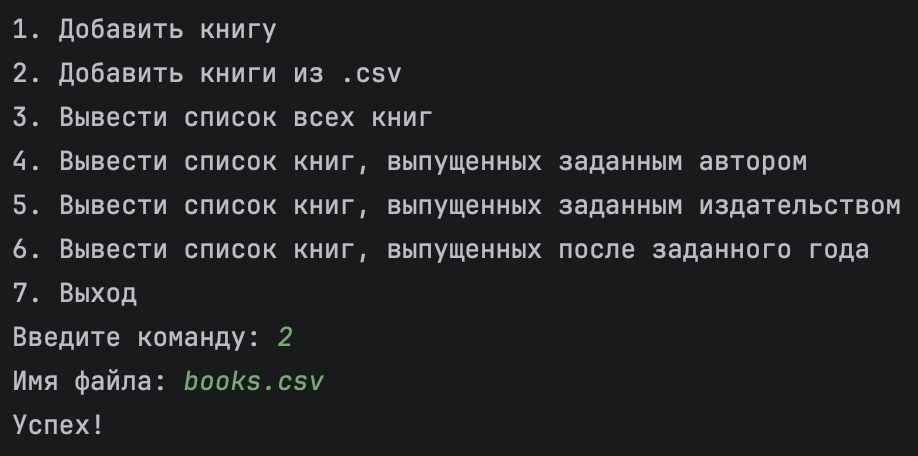 1. Добавить книгу
2. Добавить книги из .csv
3. Вывести список всех книг
4. Вывести список книг, выпущенных заданным автором
5. Вывести список книг, выпущенных заданным издательством
6. Вывести список книг, выпущенных после заданного года
7. Выход
Введите команду: 2
Имя файла: books.csv
Успех!